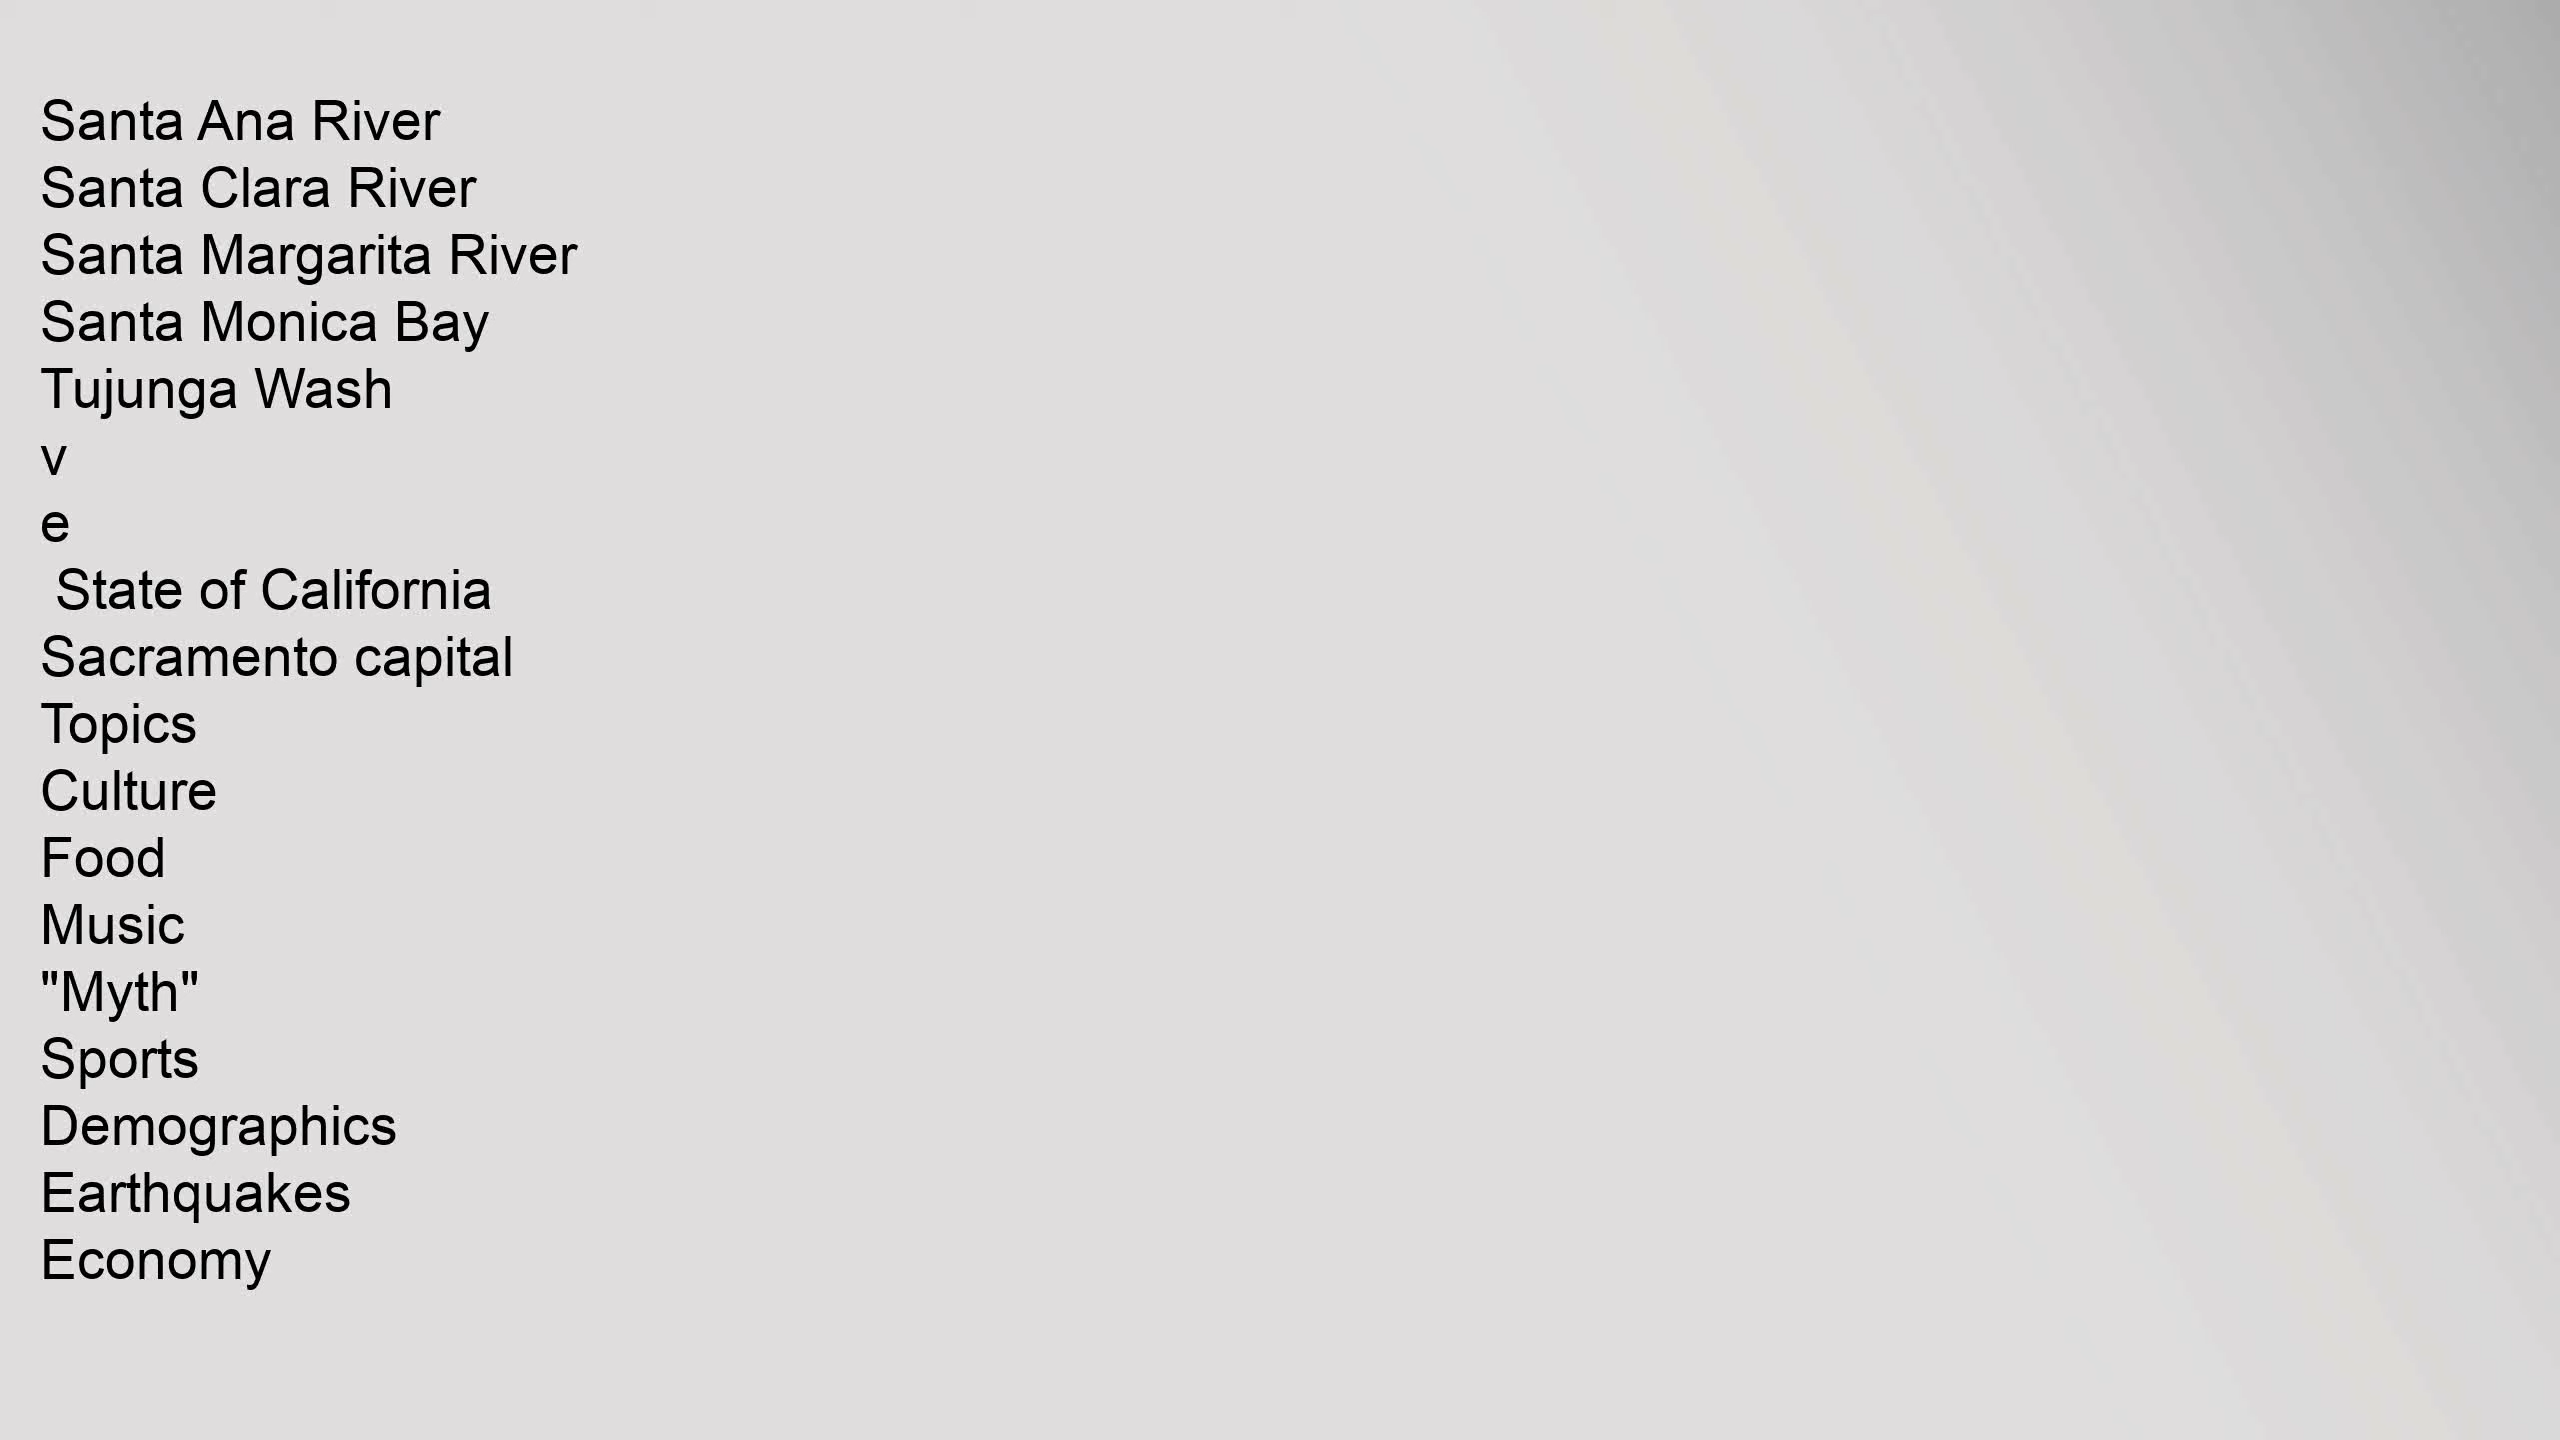 Santa Ana River
Santa Clara River
Santa Margarita River
Santa Monica Bay
Tujunga Wash
v
e
State of California
Sacramento capital
Topics
Culture
Food
Music
"Myth"
Sports
Demographics
Earthquakes
Economy